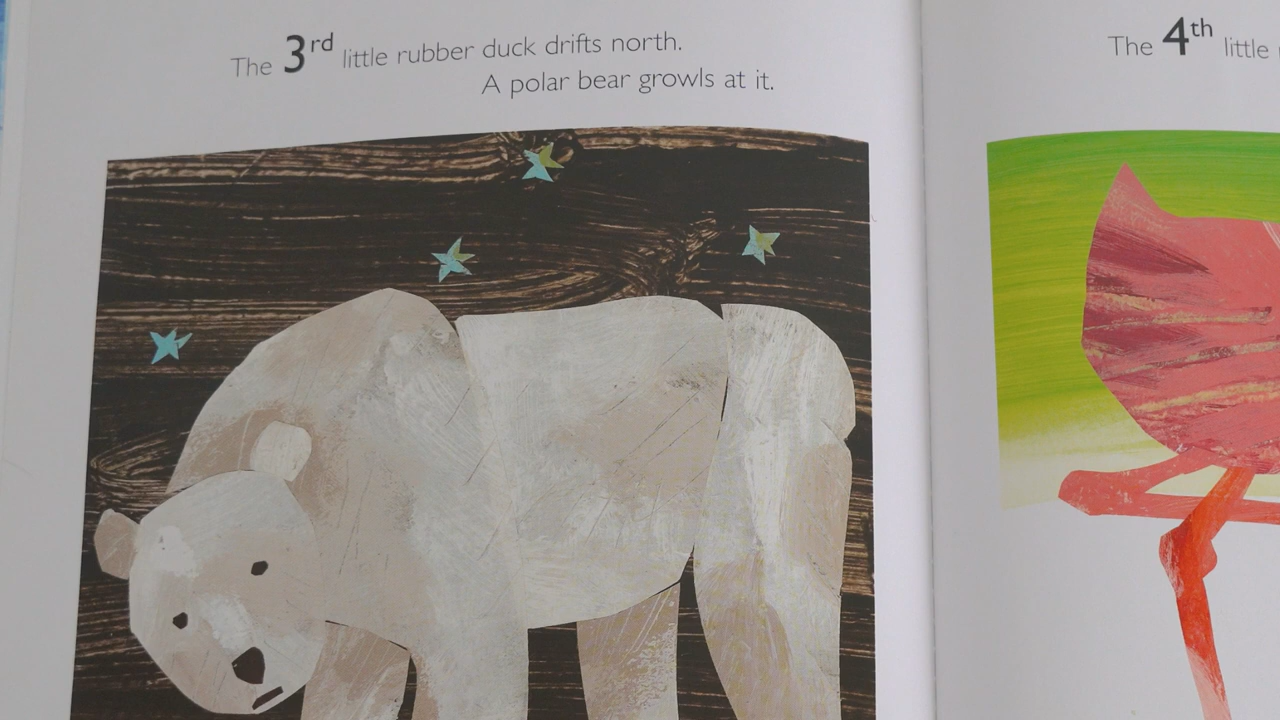 The 3rd little rubber duck drifts north.
A polar bear growls at it.
The 4th little